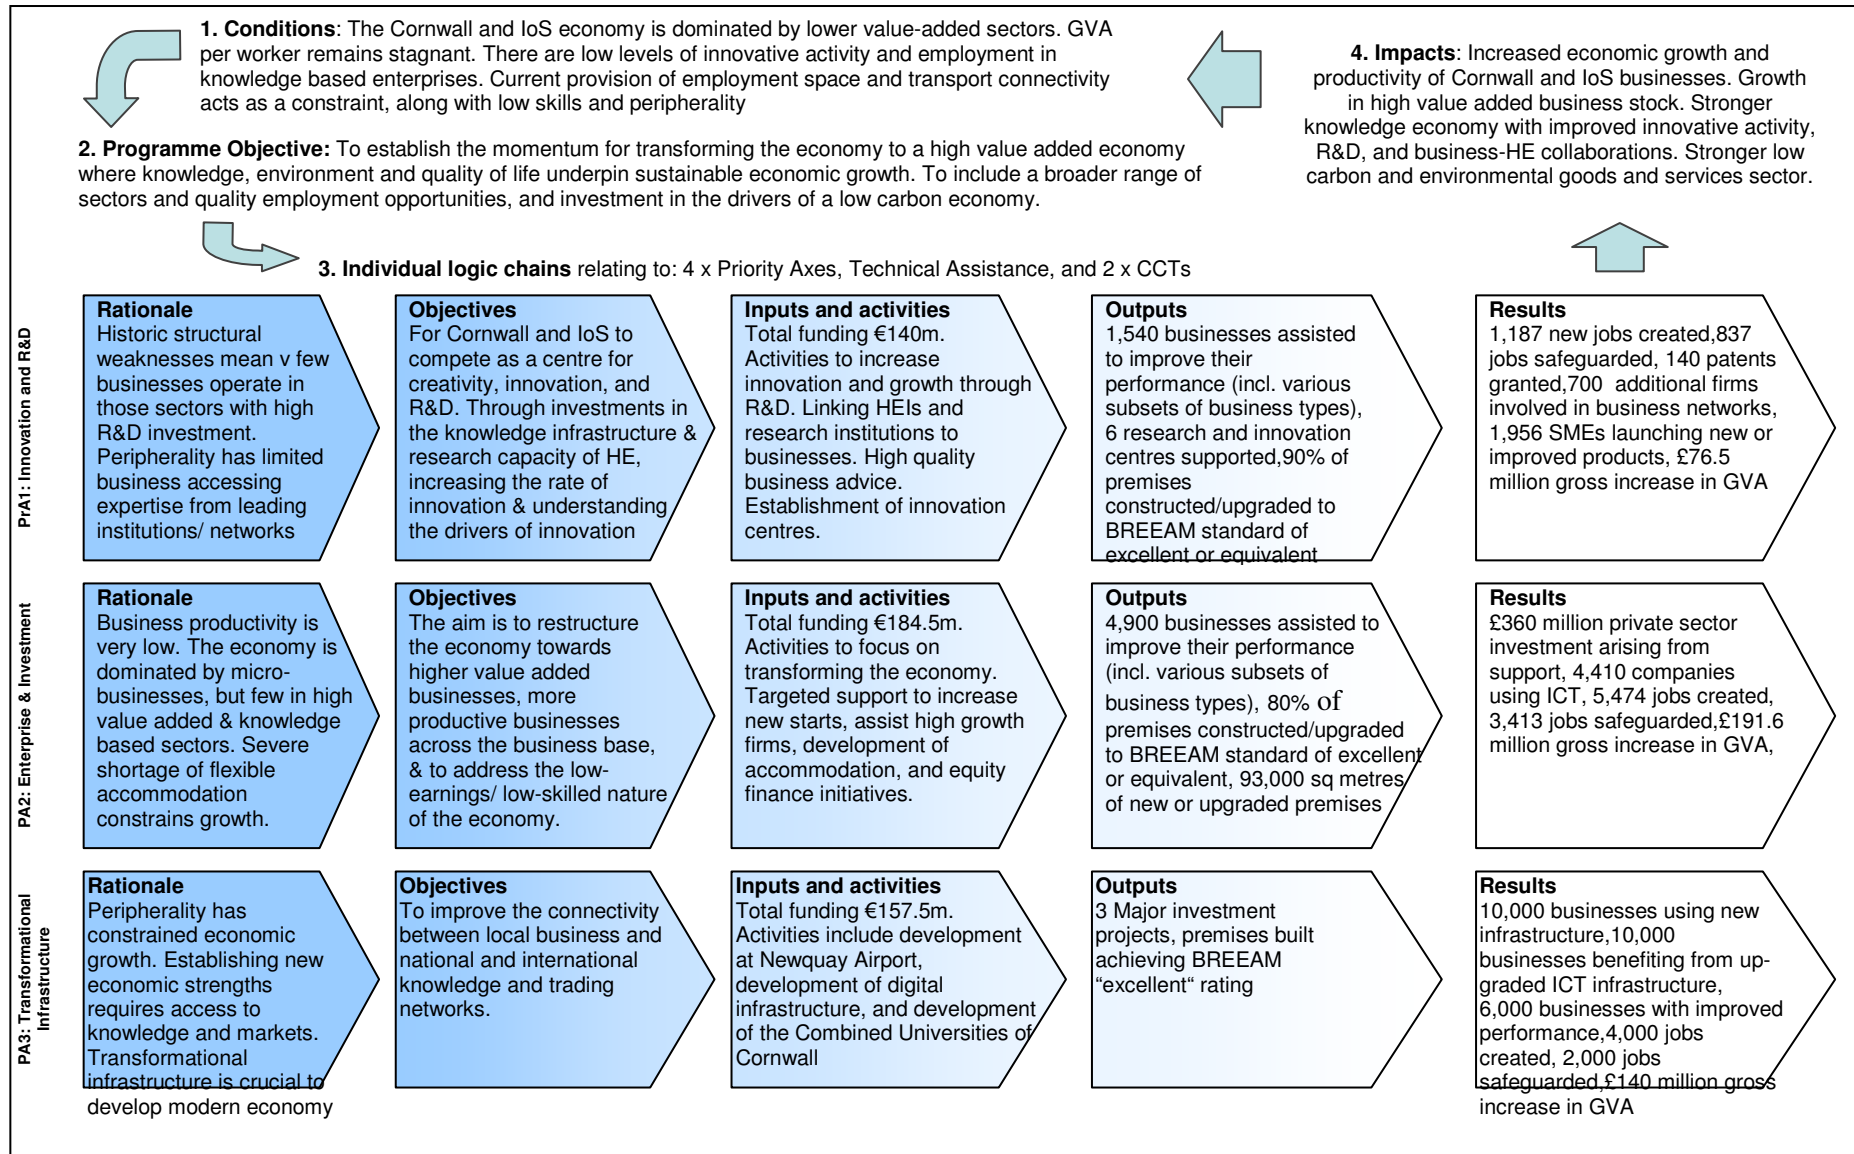 1. Conditions: The Cornwall and IoS economy is dominated by lower value-added sectors. GVA
per worker remains stagnant. There are low levels of innovative activity and employment in
knowledge based enterprises. Current provision of employment space and transport connectivity
acts as a constraint, along with low skills and peripherality
4. Impacts: Increased economic growth and
productivity of Cornwall and IoS businesses. Growth
in high value added business stock. Stronger
knowledge economy with improved innovative activity,
R&D, and business-HE collaborations. Stronger low
carbon and environmental goods and services sector.
2. Programme Objective: To establish the momentum for transforming the economy to a high value added economy
where knowledge, environment and quality of life underpin sustainable economic growth. To include a broader range of
sectors and quality employment opportunities, and investment in the drivers of a low carbon economy.
3. Individual logic chains relating to: 4 x Priority Axes, Technical Assistance, and 2 x CCTs
PrA1: Innovation and R&D
Rationale
Historic structural
weaknesses mean v few
businesses operate in
those sectors with high
R&D investment.
Peripherality has limited
business accessing
expertise from leading
institutions/ networks
Objectives
For Cornwall and IoS to
compete as a centre for
creativity, innovation, and
R&D. Through investments in
the knowledge infrastructure &
research capacity of HE,
increasing the rate of
innovation & understanding
the drivers of innovation
Inputs and activities
Total funding €140m.
Activities to increase
innovation and growth through
R&D. Linking HEIs and
research institutions to
businesses. High quality
business advice.
Establishment of innovation
centres.
Outputs
1,540 businesses assisted
to improve their
performance (incl. various
subsets of business types),
6 research and innovation
centres supported,90% of
premises
constructed/upgraded to
BREEAM standard of
excellent or equivalent
Results
1,187 new jobs created,837
jobs safeguarded, 140 patents
granted,700 additional firms
involved in business networks,
1,956 SMEs launching new or
improved products, £76.5
million gross increase in GVA
PA2: Enterprise & Investment
Rationale
Business productivity is
very low. The economy is
dominated by micro-
businesses, but few in high
value added & knowledge
based sectors. Severe
shortage of flexible
accommodation
constrains growth.
Objectives
The aim is to restructure
the economy towards
higher value added
businesses, more
productive businesses
across the business base,
& to address the low-
earnings/ low-skilled nature
of the economy.
Inputs and activities
Total funding €184.5m.
Activities to focus on
transforming the economy.
Targeted support to increase
new starts, assist high growth
firms, development of
accommodation, and equity
finance initiatives.
Outputs
4,900 businesses assisted to
improve their performance
(incl. various subsets of
business types), 80% of
premises constructed/upgraded
to BREEAM standard of excellent
or equivalent, 93,000 sq metres
of new or upgraded premises
Results
£360 million private sector
investment arising from
support, 4,410 companies
using ICT, 5,474 jobs created,
3,413 jobs safeguarded,£191.6
million gross increase in GVA,
PA3: Transformational
Infrastructure
Rationale
Peripherality has
constrained economic
growth. Establishing new
economic strengths
requires access to
knowledge and markets.
Transformational
infrastructure is crucial to
develop modern economy
Objectives
To improve the connectivity
between local business and
national and international
knowledge and trading
networks.
Inputs and activities
Total funding €157.5m.
Activities include development
at Newquay Airport,
development of digital
infrastructure, and development
of the Combined Universities of
Cornwall
Outputs
3 Major investment
projects, premises built
achieving BREEAM
“excellent“ rating
Results
10,000 businesses using new
infrastructure,10,000
businesses benefiting from up-
graded ICT infrastructure,
6,000 businesses with improved
performance,4,000 jobs
created, 2,000 jobs
safeguarded,£140 million gross
increase in GVA